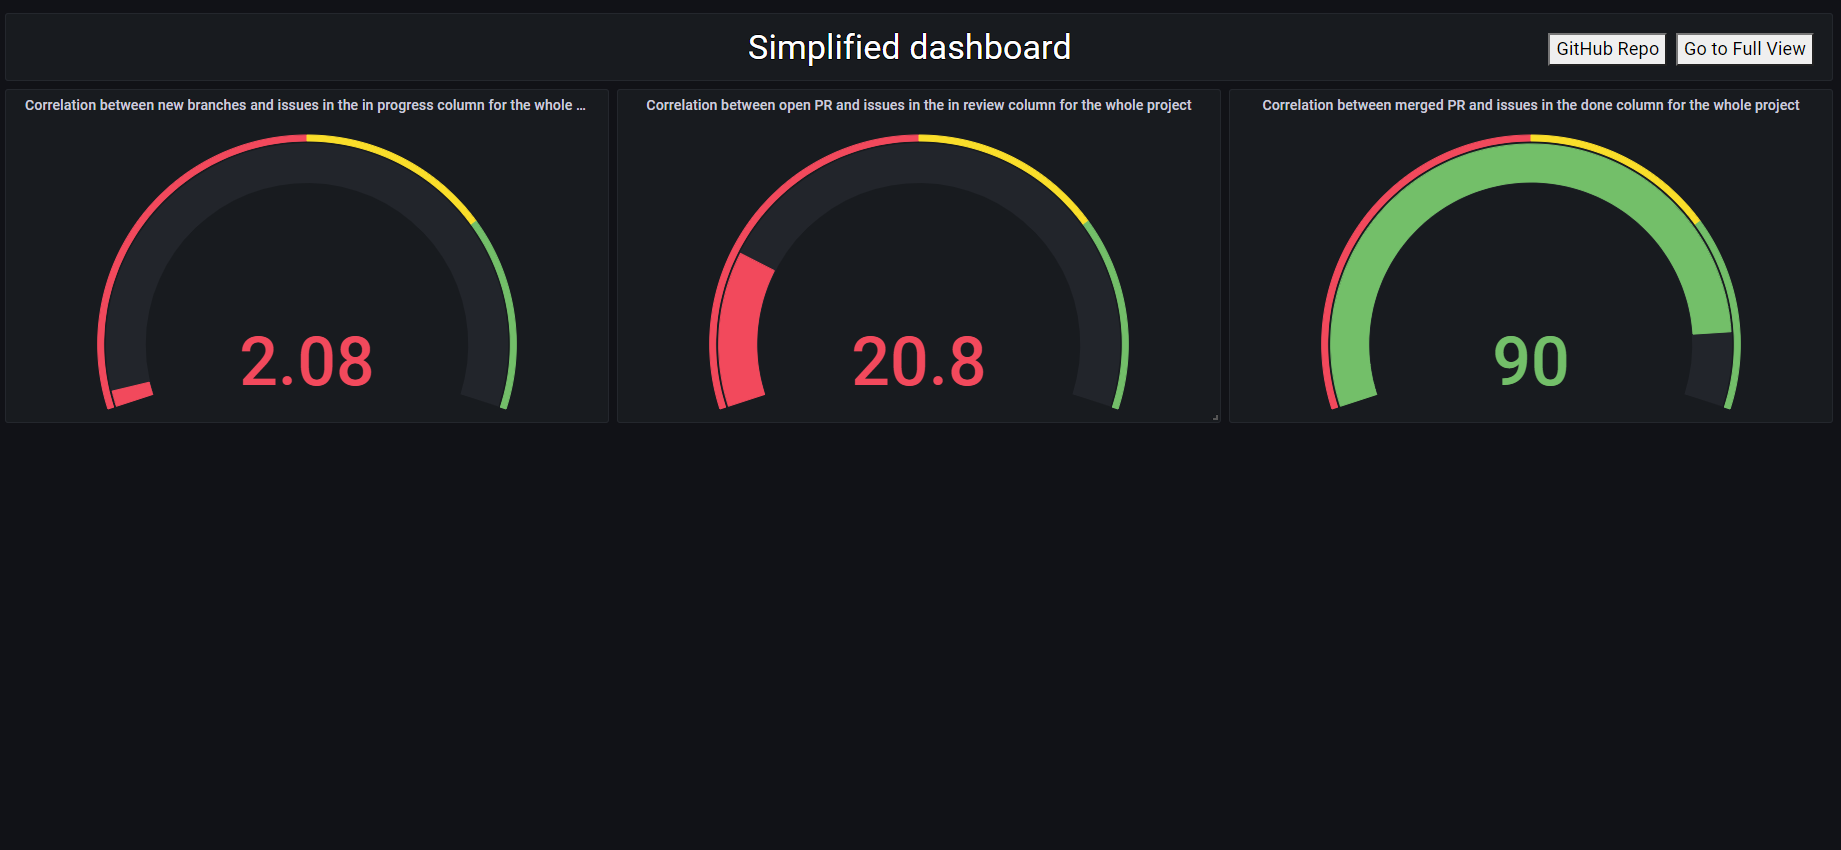 Simplified dashboard
GitHub Repo
Go to Full View
Correlation between new branches and issues in the in progress column for the whole ...
Correlation between open PR and issues in the in review column for the whole project
Correlation between merged PR and issues in the done column for the whole project
2.08
20.8
90